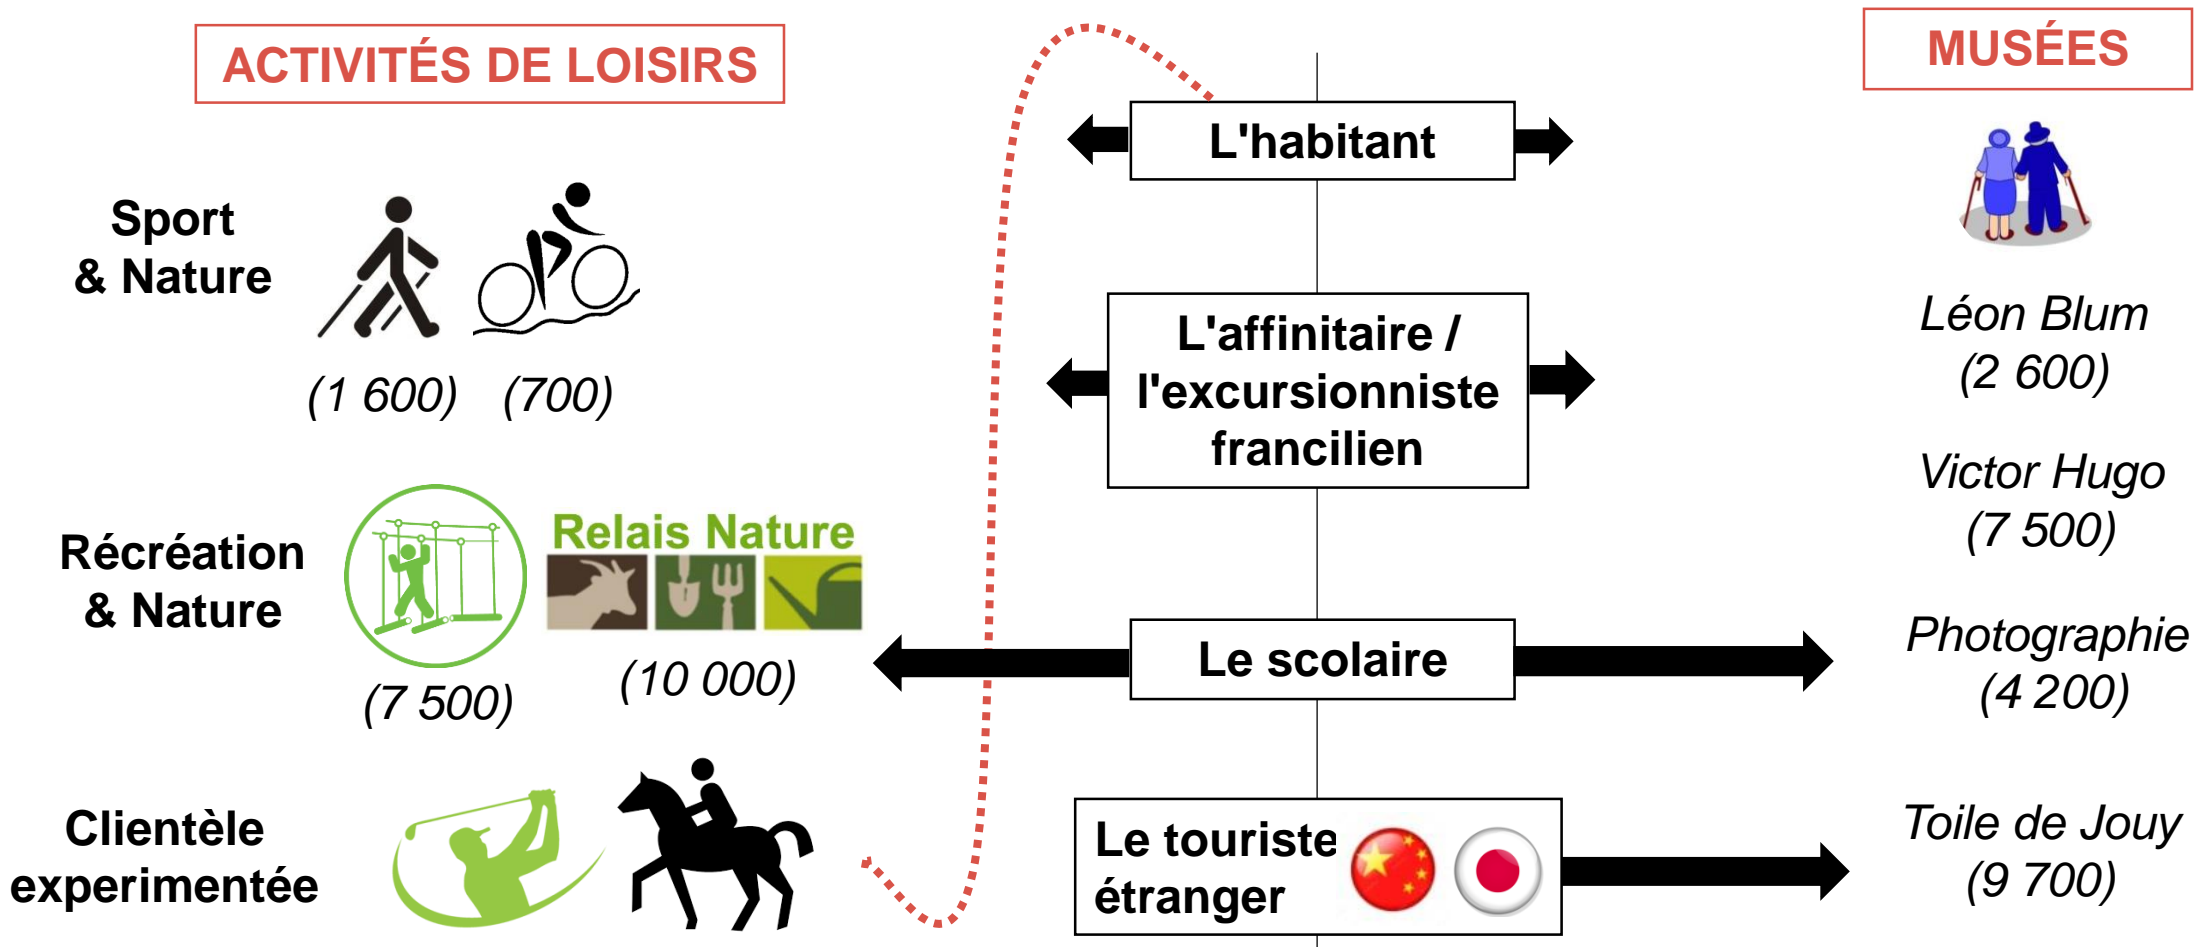 ACTIVITÉS DE LOISIRS
Sport
& Nature
(1 600) (700)
Récréation
& Nature
Relais Nature
(7 500)
(10 000)
Clientèle
experimentée
L'habitant
L'affinitaire /
l'excursionniste
francilien
Le scolaire
Le touriste
étranger
MUSÉES
Léon Blum
(2 600)
Victor Hugo
(7 500)
Photographie
(4 200)
Toile de Jouy
(9 700)